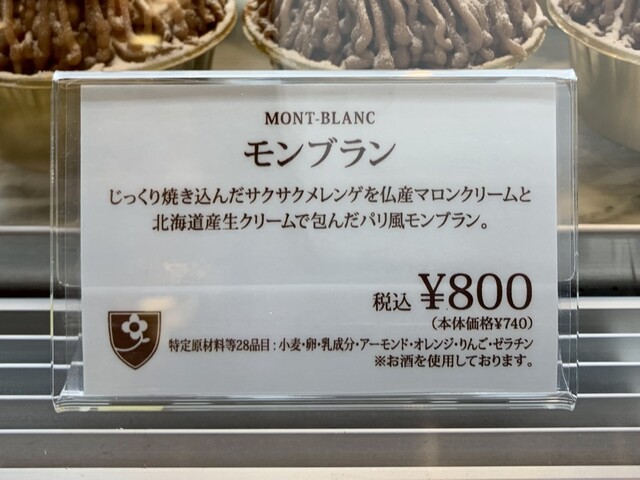 MONT-BLANC
モンブラン
じっくり焼き込んだサクサクメレンゲを仏産マロンクリームと
北海道産生クリームで包んだパリ風モンブラン。
税込 ¥800
(本体価格¥740)
特定原材料等28品目：小麦・卵・乳成分・アーモンド・オレンジ・りんご・ゼラチン
※お酒を使用しております。